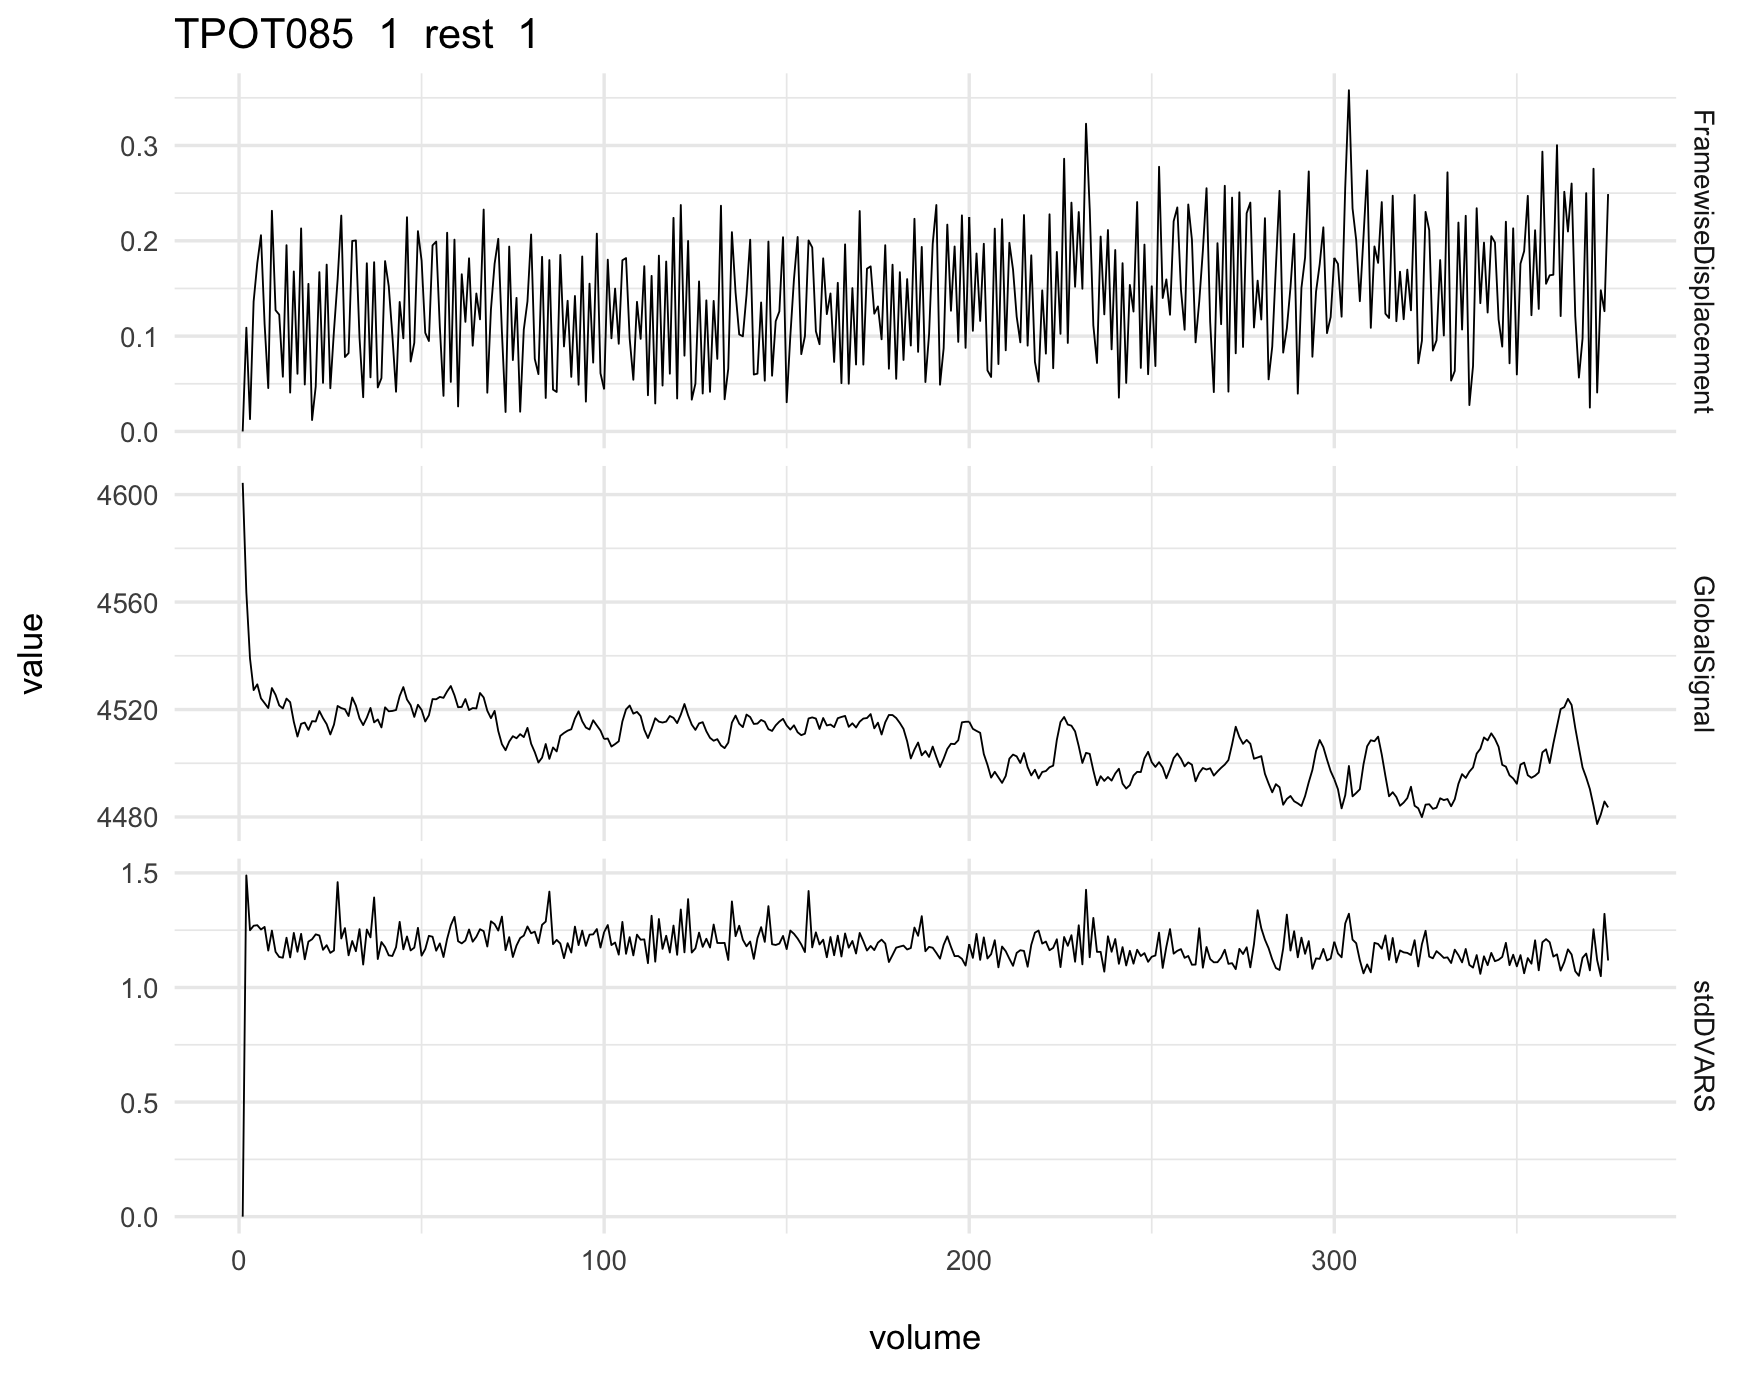 TPOT085 1 rest 1
0.3
0.2
0.1
0.0
FramewiseDisplacement
4600
4560
4520
4480
GlobalSignal
value
1.5
1.0
0.5
0.0
stdDVARS
0 100 200 300
volume